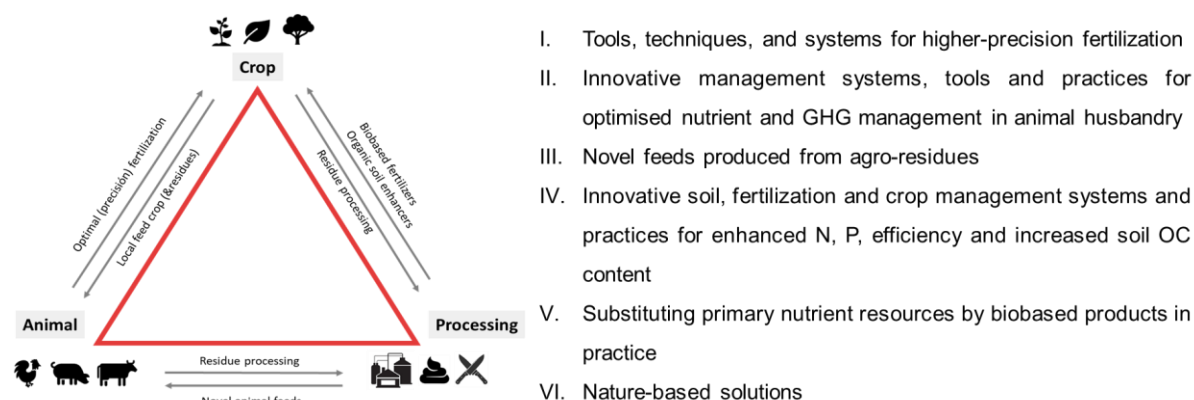 Crop
Optimal (precisión) fertilization
Local feed crop (&residues)
Residue processing
Biobased fertilizers
Organic soil enhancers
Animal
Processing
Residue processing
Novel animal feeds
I. Tools, techniques, and systems for higher-precision fertilization
II. Innovative management systems, tools and practices for
optimised nutrient and GHG management in animal husbandry
III. Novel feeds produced from agro-residues
IV. Innovative soil, fertilization and crop management systems and
practices for enhanced N, P, efficiency and increased soil OC
content
V. Substituting primary nutrient resources by biobased products in
practice
VI. Nature-based solutions